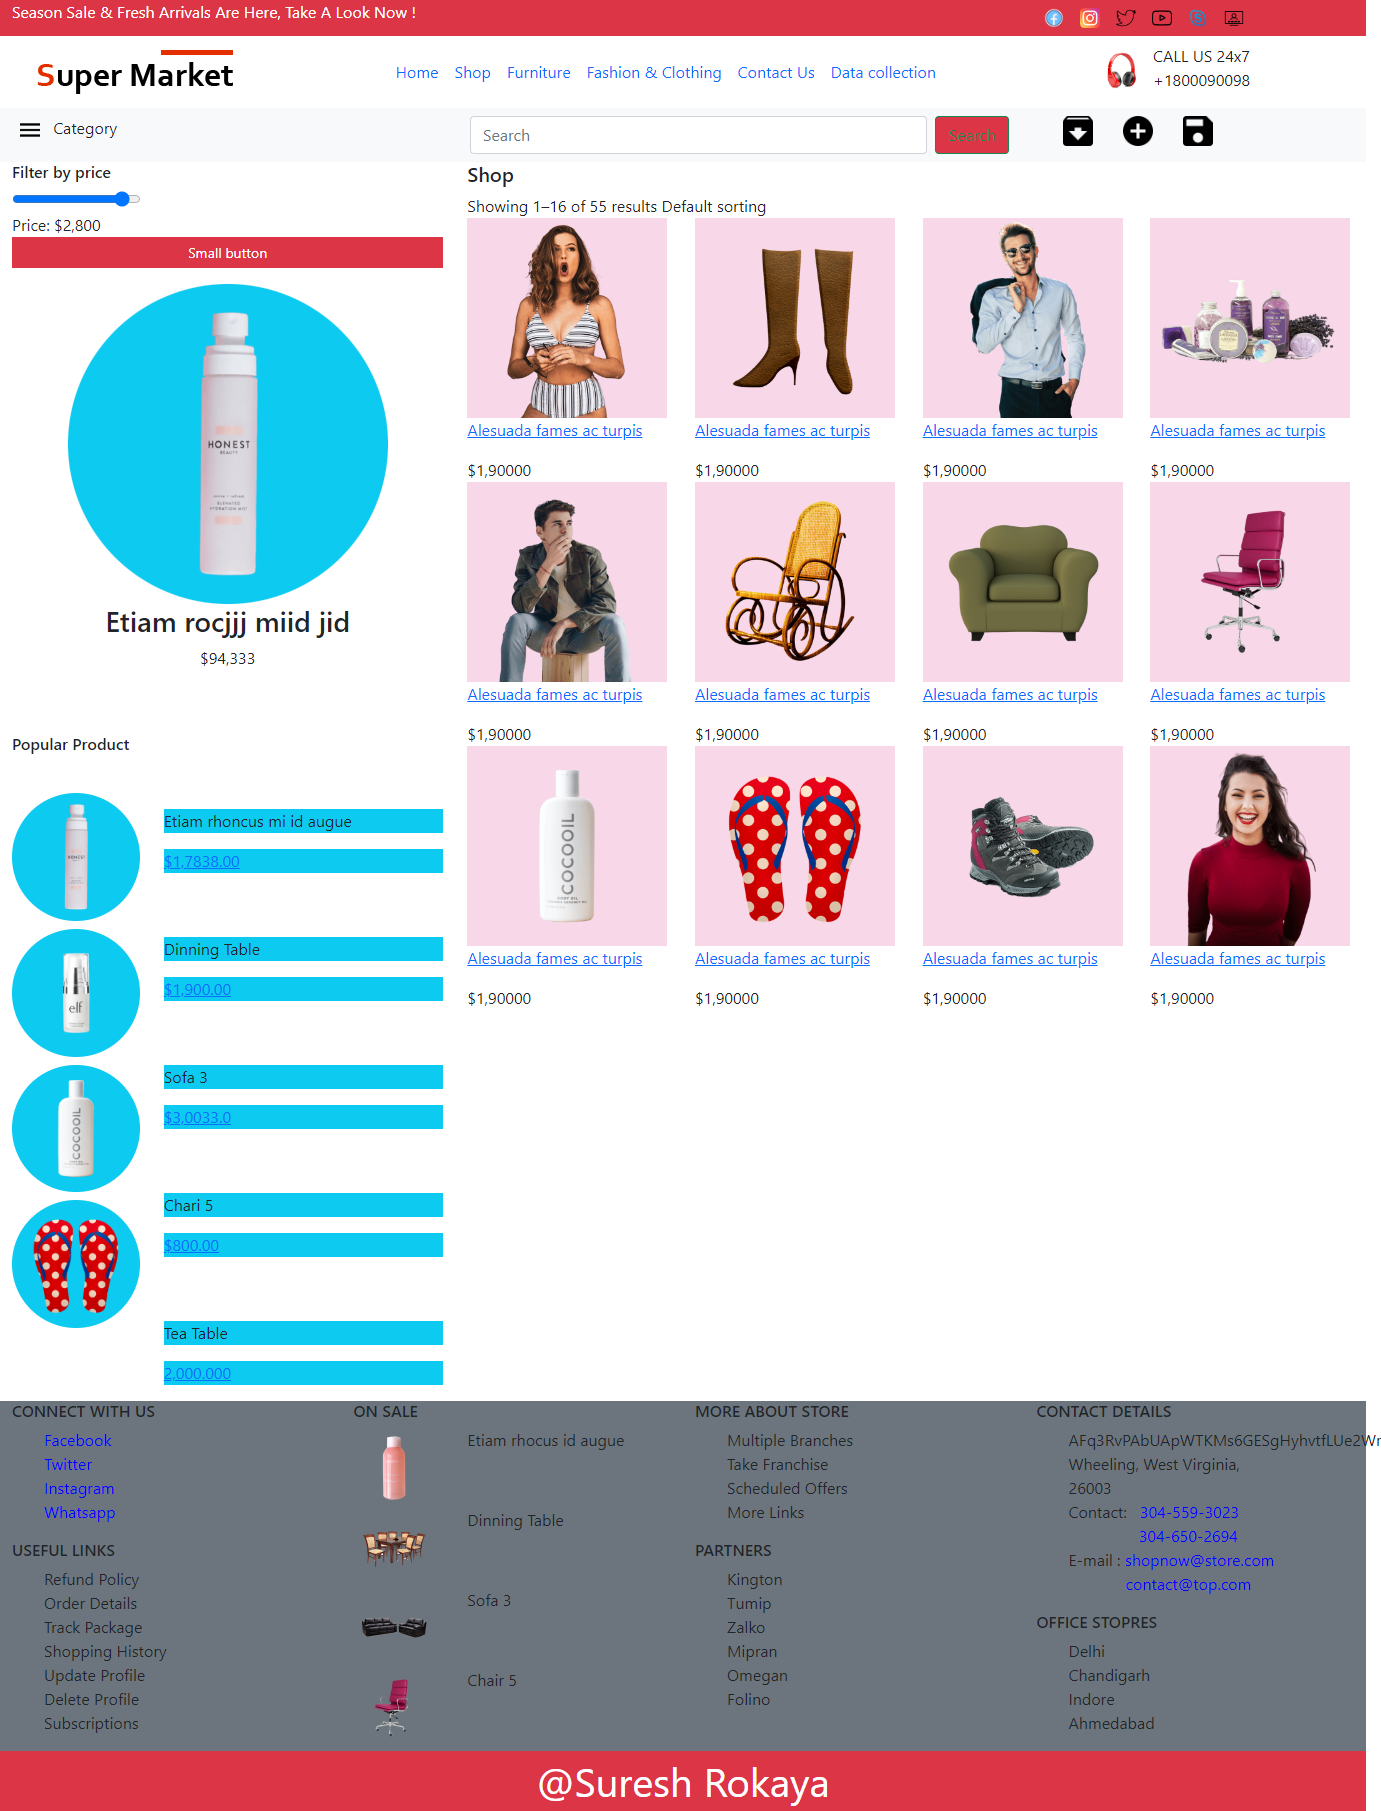 Season Sale & Fresh Arrivals Are Here, Take A Look Now !
Super Market
Home Shop Furniture Fashion & Clothing Contact Us Data collection
CALL US 24x7
+1800090098
Category
Search
Search
Filter by price
Price: $2,800
Small button
HONEST
BEAUTY
ELEVATED
HYDRATION MIST
Etiam rocjjj miid jid
$94,333
Popular Product
HONEST
Etiam rhoncus mi id augue
$1,7838.00
elf
Dinning Table
$1,900.00
COCOOIL
Sofa 3
$3,0033.0
Chari 5
$800.00
Tea Table
2,000.000
Shop
Showing 1–16 of 55 results Default sorting
Alesuada fames ac turpis
$1,90000
Alesuada fames ac turpis
$1,90000
Alesuada fames ac turpis
$1,90000
Alesuada fames ac turpis
$1,90000
Alesuada fames ac turpis
$1,90000
Alesuada fames ac turpis
$1,90000
Alesuada fames ac turpis
$1,90000
Alesuada fames ac turpis
$1,90000
COCOOIL
BODY OIL
Alesuada fames ac turpis
$1,90000
Alesuada fames ac turpis
$1,90000
Alesuada fames ac turpis
$1,90000
Alesuada fames ac turpis
$1,90000
CONNECT WITH US
Facebook
Twitter
Instagram
Whatsapp
USEFUL LINKS
Refund Policy
Order Details
Track Package
Shopping History
Update Profile
Delete Profile
Subscriptions
ON SALE
Etiam rhocus id augue
Dinning Table
Sofa 3
Chair 5
MORE ABOUT STORE
Multiple Branches
Take Franchise
Scheduled Offers
More Links
PARTNERS
Kington
Tumip
Zalko
Mipran
Omegan
Folino
CONTACT DETAILS
AFq3RvPAbUApWTKMs6GESgHyhvtfLUe2Wr
Wheeling, West Virginia,
26003
Contact: 304-559-3023
304-650-2694
E-mail : shopnow@store.com
contact@top.com
OFFICE STOPRES
Delhi
Chandigarh
Indore
Ahmedabad
@Suresh Rokaya